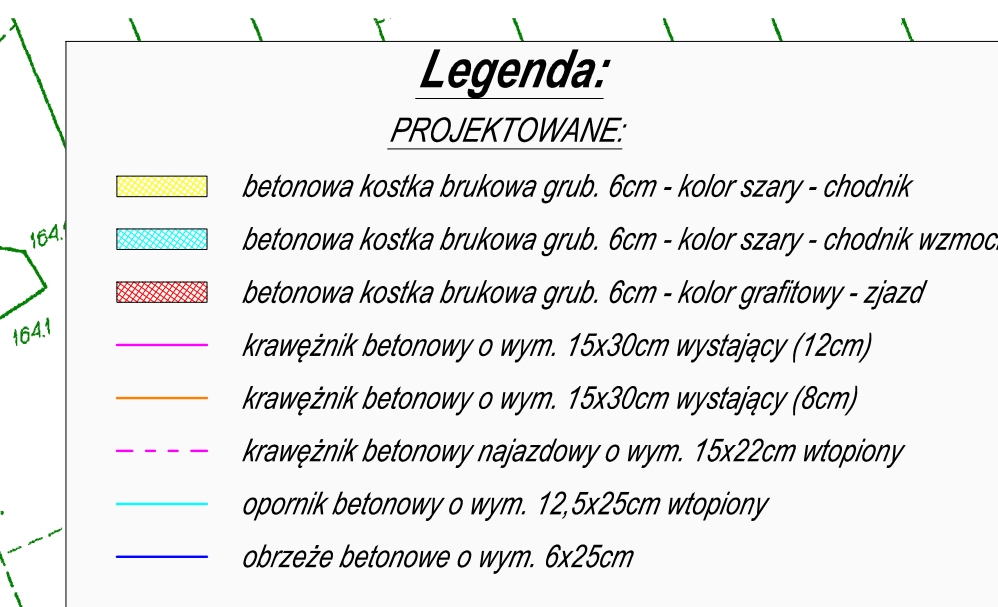 Legenda:
PROJEKTOWANE:
betonowa kostka brukowa grub. 6cm - kolor szary - chodnik
betonowa kostka brukowa grub. 6cm - kolor szary - chodnik
betonowa kostka brukowa grub. 6cm - kolor grafitowy - zjazd
krawężnik betonowy o wym. 15x30cm wystający (12cm)
krawężnik betonowy o wym. 15x30cm wystający (8cm)
krawężnik betonowy najazdowy o wym. 15x22cm wtopiony
opornik betonowy o wym. 12,5x25cm wtopiony
obrzeże betonowe o wym. 6x25cm
164.1